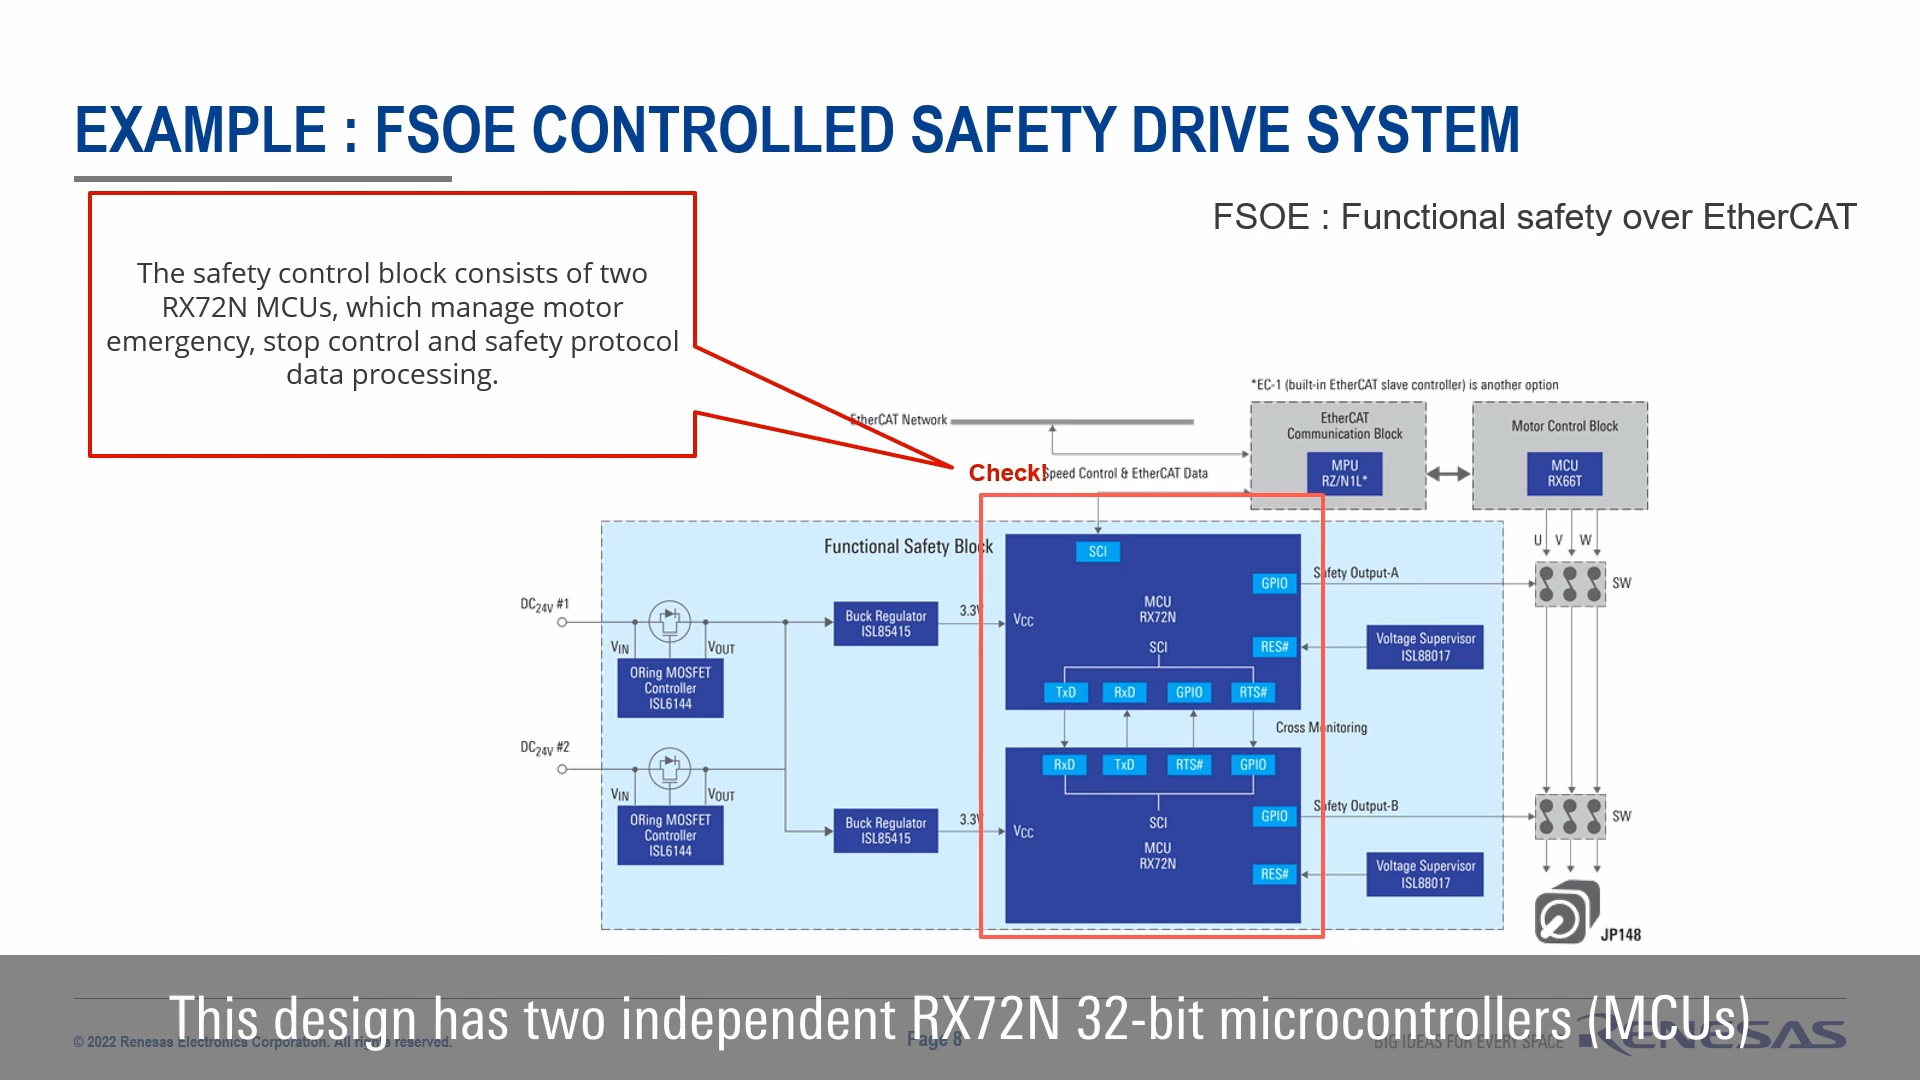 EXAMPLE : FSOE CONTROLLED SAFETY DRIVE SYSTEM
FSOE : Functional safety over EtherCAT
The safety control block consists of two
RX72N MCUs, which manage motor
emergency, stop control and safety protocol
data processing.
*EC-1 (built-in EtherCAT slave controller) is another option
EtherCAT Network
EtherCAT
Communication Block
MPU
RZ/N1L*
Motor Control Block
MCU
RX66T
Check!
Speed Control & EtherCAT Data
Functional Safety Block
U V W
SW
DC24V #1
VIN
VOUT
ORing MOSFET
Controller
ISL6144
Buck Regulator
ISL85415
3.3V
VCC
SCI
MCU
RX72N
SCI
GPIO
RES#
TxD RxD GPIO RTS#
Safety Output-A
Voltage Supervisor
ISL88017
Cross Monitoring
DC24V #2
VIN
VOUT
ORing MOSFET
Controller
ISL6144
Buck Regulator
ISL85415
3.3V
VCC
RxD TxD RTS# GPIO
SCI
MCU
RX72N
GPIO
RES#
Safety Output-B
Voltage Supervisor
ISL88017
SW
JP148
This design has two independent RX72N 32-bit microcontrollers (MCUs)
© 2022 Renesas Electronics Corporation. All rights reserved.
Page 8
BIG IDEAS FOR EVERY SPACE
RENESAS